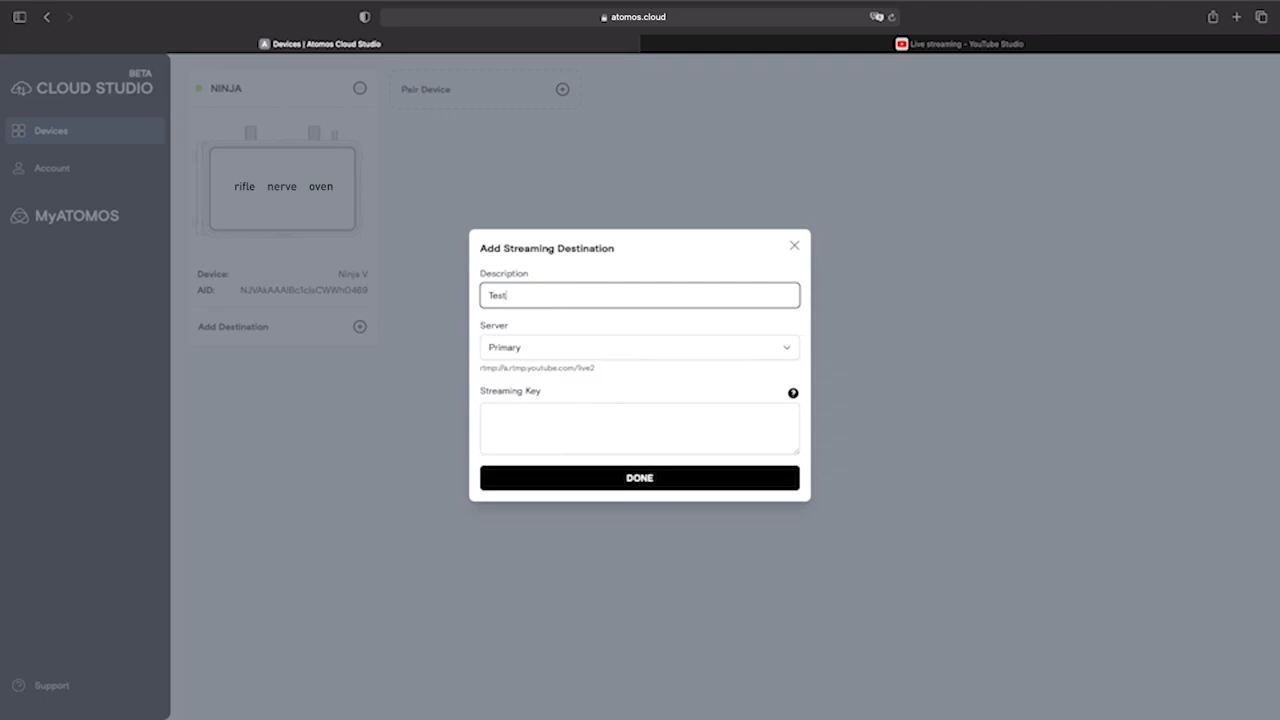 atomos.cloud
Devices | Atomos Cloud Studio
Live streaming - YouTube Studio
BETA
CLOUD STUDIO
Devices
Account
MyATOMOS
Support
NINJA
rifle nerve oven
Device: Ninja V
AID:
Add Destination
Pair Device
Add Streaming Destination
Description
Test
Server
Primary
rtmp://a.rtmp.youtube.com/live2
Streaming Key
DONE